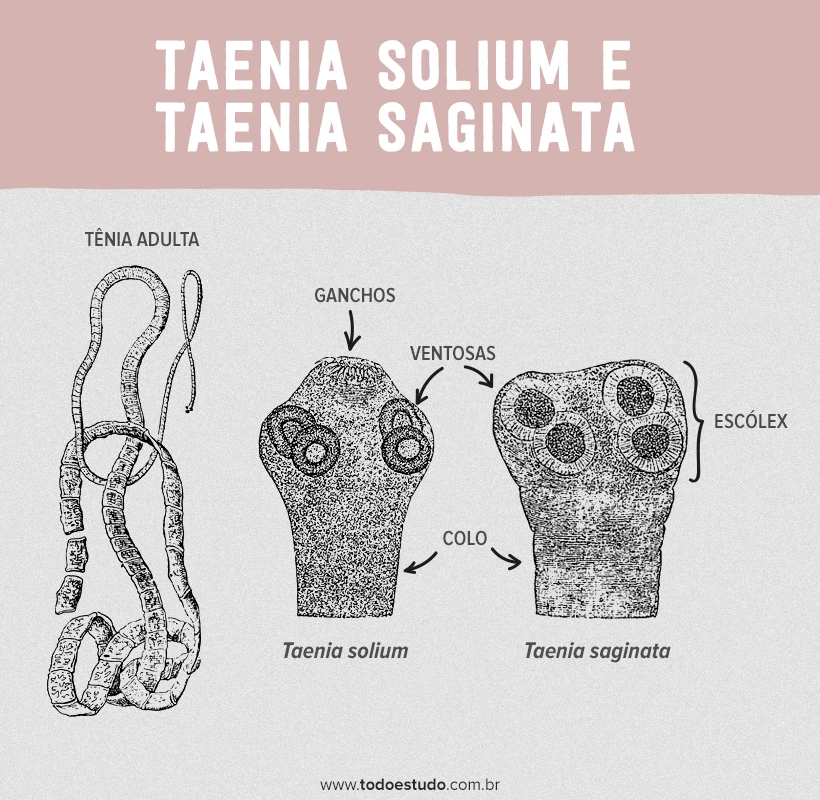 TAENIA SOLIUM E
TAENIA SAGINATA
TÊNIA ADULTA
GANCHOS
VENTOSAS
ESCÓLEX
COLO
Taenia solium
Taenia saginata
www.todoestudo.com.br